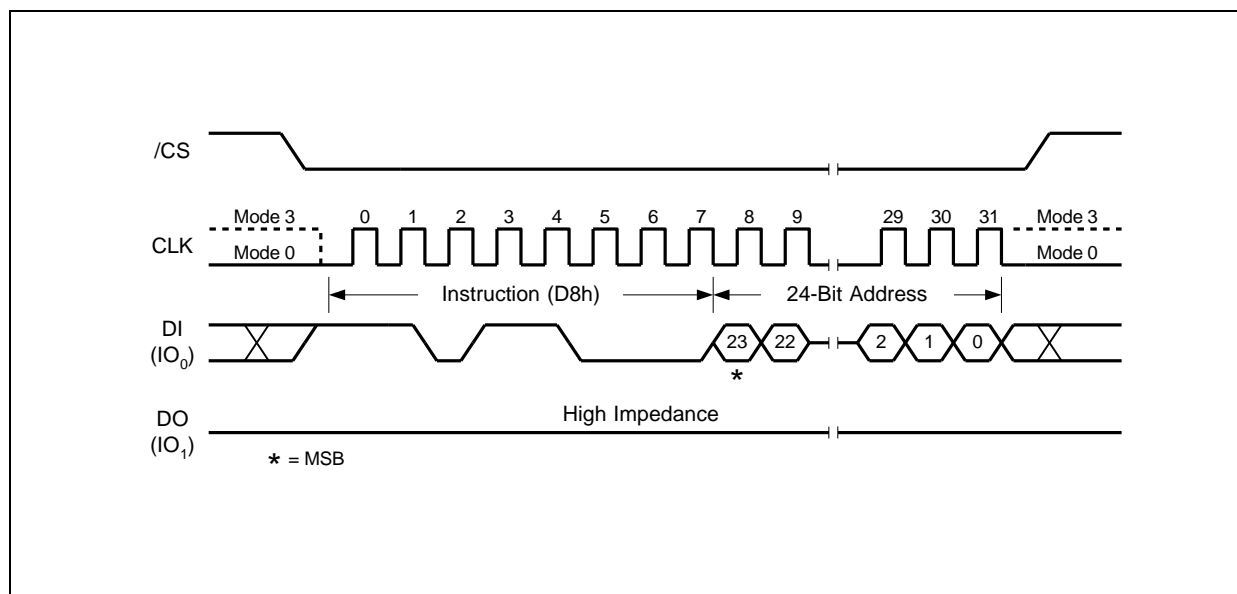 /CS
Mode 3 0 1 2 3 4 5 6 7 8 9 29 30 31 Mode 3
CLK Mode 0 Mode 0
Instruction (D8h) 24-Bit Address
DI
(IO0) 23 22 2 1 0
*
High Impedance
DO
(IO1)
* = MSB